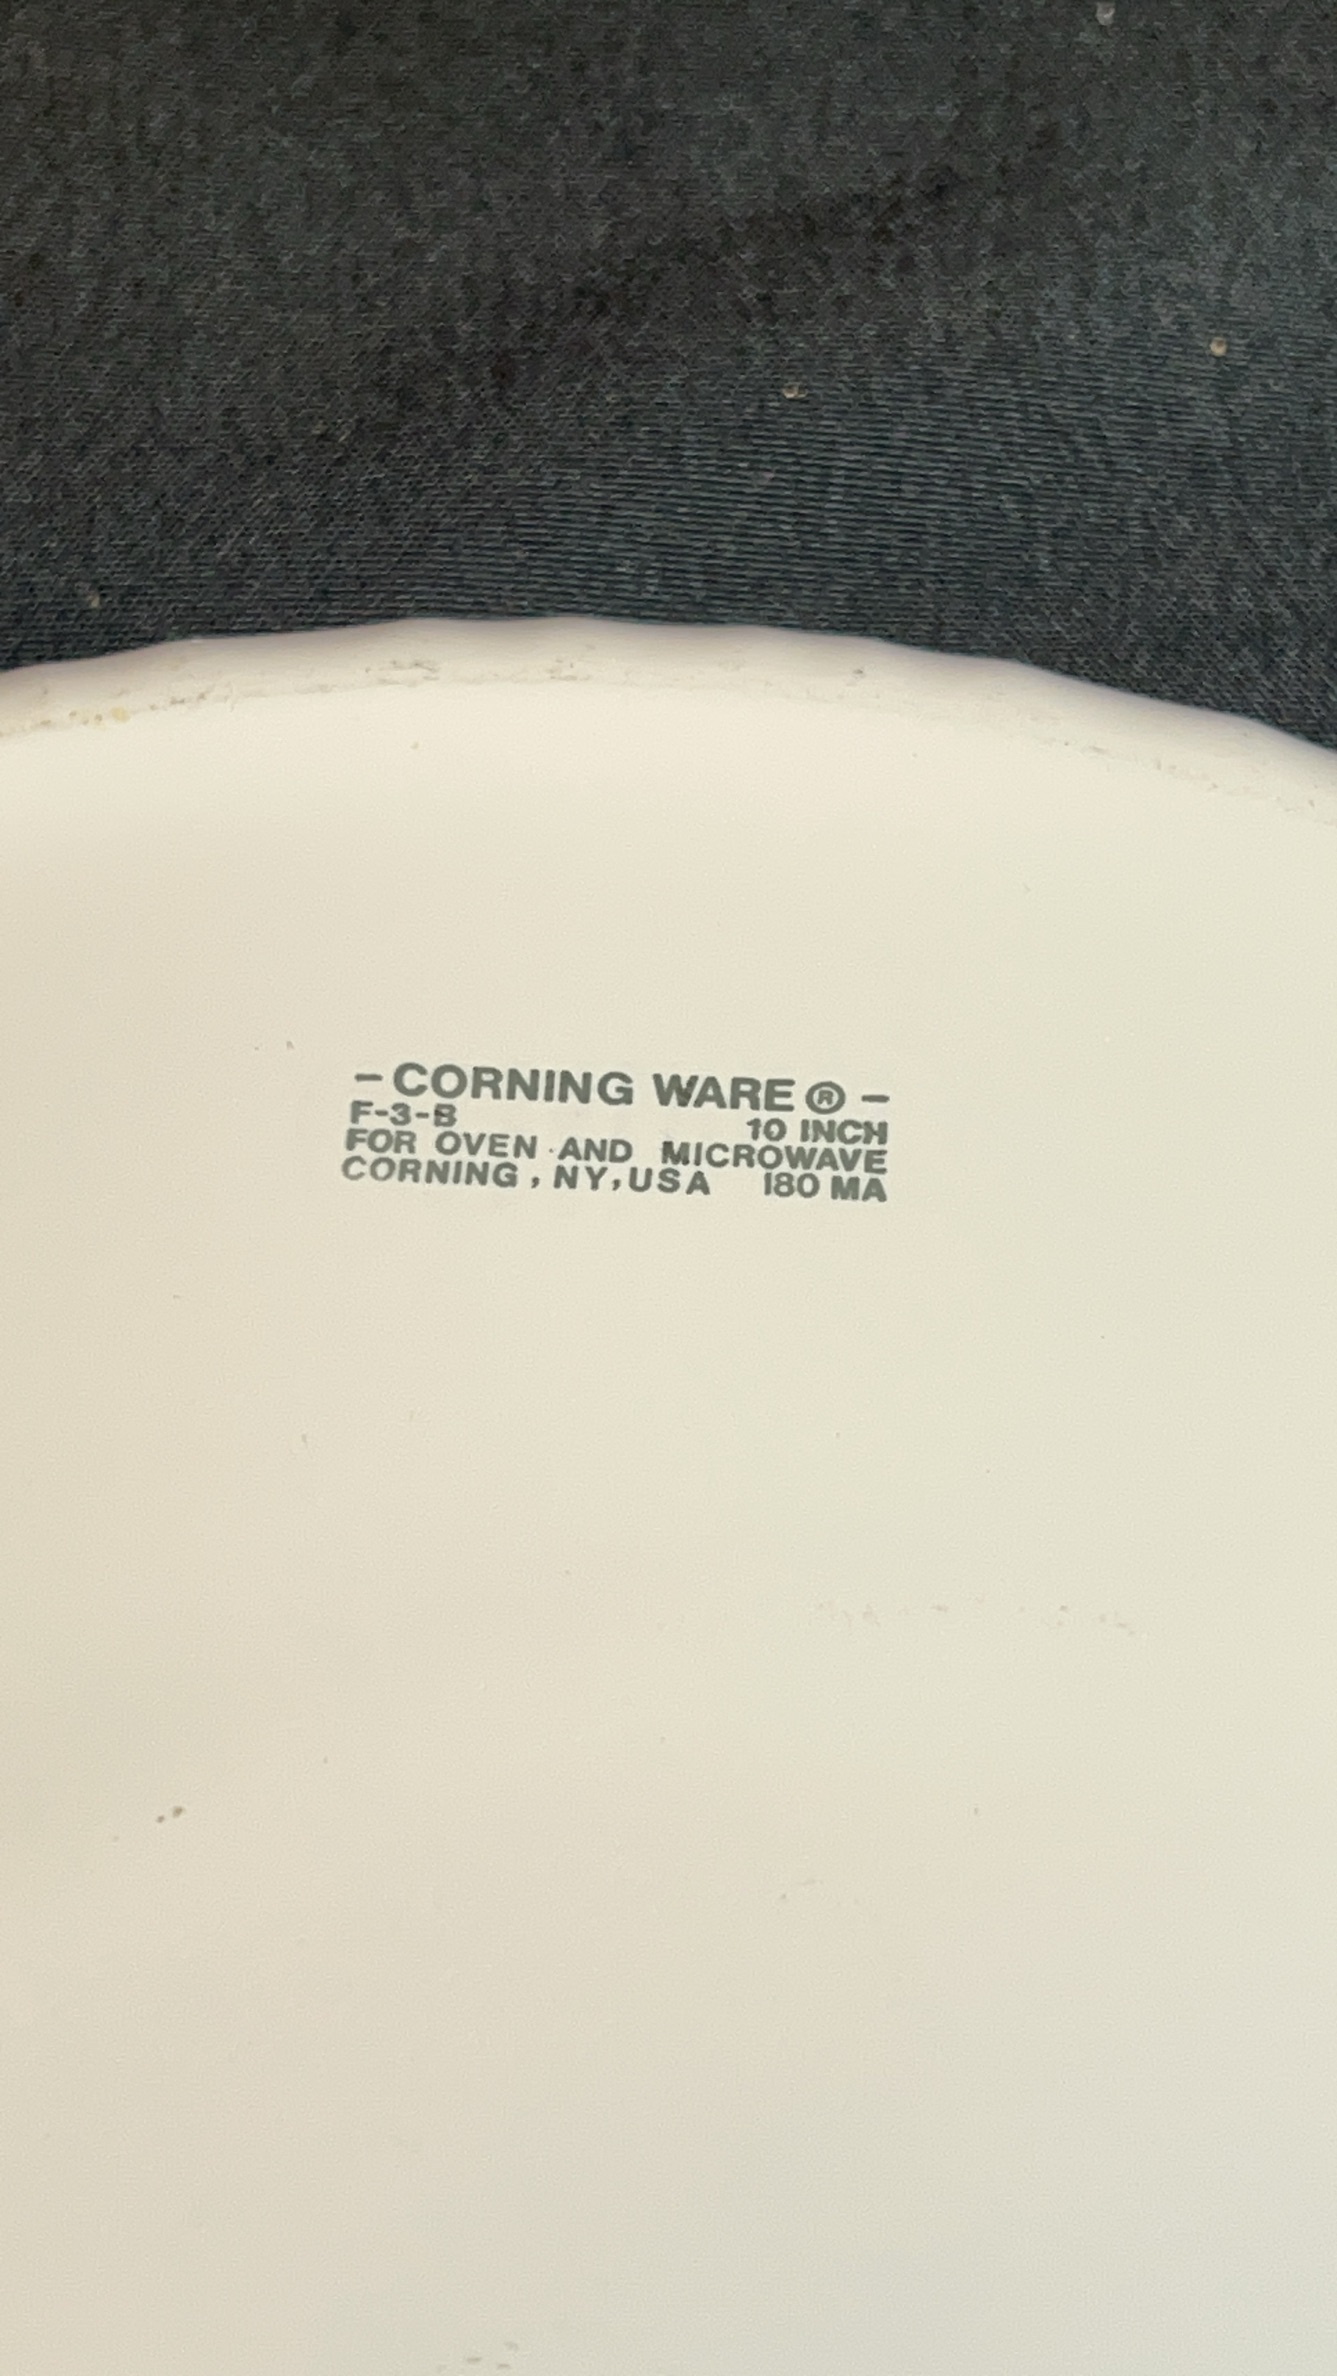 - CORNING WARE ® -
F-3-B 10 INCH
FOR OVEN AND MICROWAVE
CORNING, NY, USA 180 MA